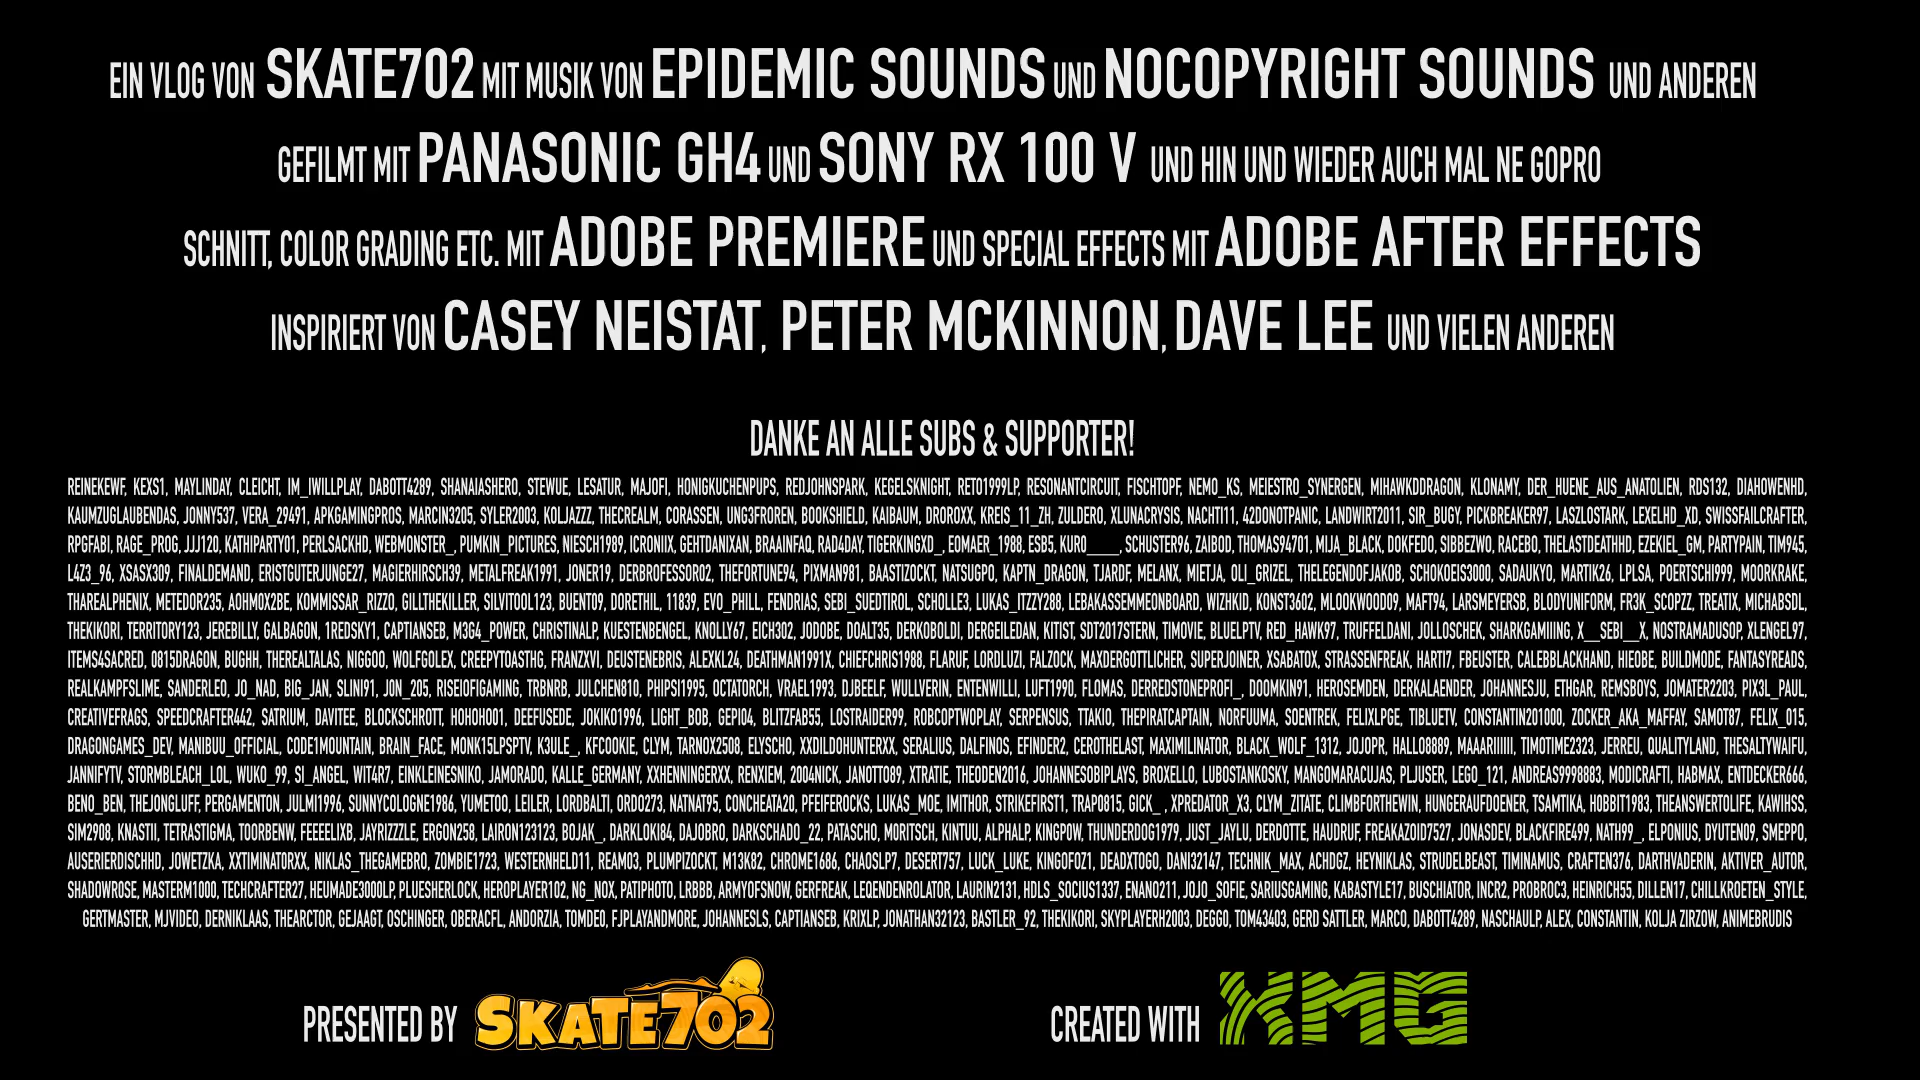 EIN VLOG VON SKATE702 MIT MUSIK VON EPIDEMIC SOUNDS UND NOCOPYRIGHT SOUNDS UND ANDEREN
GEFILMT MIT PANASONIC GH4 UND SONY RX 100 V UND HIN UND WIEDER AUCH MAL NE GOPRO
SCHNITT, COLOR GRADING ETC. MIT ADOBE PREMIERE UND SPECIAL EFFECTS MIT ADOBE AFTER EFFECTS
INSPIRIERT VON CASEY NEISTAT, PETER MCKINNON, DAVE LEE UND VIELEN ANDEREN
DANKE AN ALLE SUBS & SUPPORTER!
REINEKEWF, KEXS1, MAYLINDAY, CLEICHT, IM_IWILLPLAY, DABOTT4289, SHANAIASHERO, STEWUE, LESATUR, MAJOFI, HONIGKUCHENPUPS, REDJOHNSPARK, KEGELSKNIGHT, RETO1999LP, RESONANTCIRCUIT, FISCHTOPF, NEMO_KS, MEIESTRO_SYNERGEN, MIHAWKDDRAGON, KLONAMY, DER_HUENE_AUS_ANATOLIEN, RDS132, DIAHOWENHD,
KAUMZUGLAUBENDAS, JONNY537, VERA_29491, APKGAMINGPROS, MARCIN3205, SYLER2003, KOLJAZZZ, THECREALM, CORASSEN, UNG3FROREN, BOOKSHIELD, KAIBAUM, DROROXX, KREIS_11_ZH, ZULDERO, XLUNACRYSIS, NACHTI11, 42DONOTPANIC, LANDWIRT2011, SIR_BUGY, PICKBREAKER97, LASZLOSTARK, LEXELHD_XD, SWISSFAILCRAFTER,
RPGFABI, RAGE_PROG, JJJ120, KATHIPARTY01, PERLSACKHD, WEBMONSTER_, PUMKIN_PICTURES, NIESCH1989, ICRONIIX, GEHTDANIXAN, BRAAINFAQ, RAD4DAY, TIGERKINGXD_, EOMAER_1988, ESB5, KURO____, SCHUSTER96, ZAIBOD, THOMAS94701, MIJA_BLACK, DOKFEDO, SIBBEZWO, RACEBO, THELASTDEATHHD, EZEKIEL_GM, PARTYPAIN, TIM945,
L4Z3_96, XSASX309, FINALDEMAND, ERISTGUTERJUNGE27, MAGIERHIRSCH39, METALFREAK1991, JONER19, DERBROFESSOR02, THEFORTUNE94, PIXMAN981, BAASTIZOCKT, NATSUGPO, KAPTN_DRAGON, TJARDF, MELANX, MIETJA, OLI_GRIZEL, THELEGENDOFJAKOB, SCHOKOEIS3000, SADAUKYO, MARTIK26, LPLSA, POERTSCHI999, MOORKRAKE,
THAREALPHENIX, METEDOR235, AOHMOX2BE, KOMMISSAR_RIZZO, GILLTHEKILLER, SILVITOOL123, BUENT09, DORETHIL, 11839, EVO_PHILL, FENDRIAS, SEBI_SUEDTIROL, SCHOLLE3, LUKAS_ITZZY288, LEBAKASSEMMEONBOARD, WIZHKID, KONST3602, MLOOKWOOD09, MAFT94, LARSMEYERSB, BLODYUNIFORM, FR3K_SCOPZZ, TREATIX, MICHABSDL,
THEKIKORI, TERRITORY123, JEREBILLY, GALBAGON, 1REDSKY1, CAPTIANSEB, M3G4_POWER, CHRISTINALP, KUESTENBENGEL, KNOLLY67, EICH302, JODOBE, DOALT35, DERKOBOLDI, DERGEILEDAN, KITIST, SDT2017STERN, TIMOVIE, BLUELPTV, RED_HAWK97, TRUFFELDANI, JOLLOSCHEK, SHARKGAMIIING, X__SEBI__X, NOSTRAMADUSOP, XLENGEL97,
ITEMS4SACRED, 0815DRAGON, BUGHH, THEREALTALAS, NIGGOO, WOLFGOLEX, CREEPYTOASTHG, FRANZXVI, DEUSTENEBRIS, ALEXKL24, DEATHMAN1991X, CHIEFCHRIS1988, FLARUF, LORDLUZI, FALZOCK, MAXDERGOTTLICHER, SUPERJOINER, XSABATOX, STRASSENFREAK, HARTI7, FBEUSTER, CALEBBLACKHAND, HIEOBE, BUILDMODE, FANTASYREADS,
REALKAMPFSLIME, SANDERLEO, JO_NAD, BIG_JAN, SLINI91, JON_205, RISEIOFIGAMING, TRBNRB, JULCHEN810, PHIPSI1995, OCTATORCH, VRAEL1993, DJBEELF, WULLVERIN, ENTENWILLI, LUFT1990, FLOMAS, DERREDSTONEPROFI_, DOOMKIN91, HEROSEMDEN, DERKALAENDER, JOHANNESJU, ETHGAR, REMSBOYS, JOMATER2203, PIX3L_PAUL,
CREATIVEFRAGS, SPEEDCRAFTER442, SATRIUM, DAVITEE, BLOCKSCHROTT, HOHOHO01, DEEFUSEDE, JOKIKO1996, LIGHT_BOB, GEPI04, BLITZFAB55, LOSTRAIDER99, ROBCOPTWOPLAY, SERPENSUS, TTAKIO, THEPIRATCAPTAIN, NORFUUMA, SOENTREK, FELIXLPGE, TIBLUETV, CONSTANTIN201000, ZOCKER_AKA_MAFFAY, SAMOT87, FELIX_015,
DRAGONGAMES_DEV, MANIBUU_OFFICIAL, CODE1MOUNTAIN, BRAIN_FACE, MONK15LPSPTV, K3ULE_, KFCOOKIE, CLYM, TARNOX2508, ELYSCHO, XXDILDOHUNTERXX, SERALIUS, DALFINOS, EFINDER2, CEROTHELAST, MAXIMILINATOR, BLACK_WOLF_1312, JOJOPR, HALLO8889, MAAARIIIIII, TIMOTIME2323, JERREU, QUALITYLAND, THESALTYWAIFU,
JANNIFYTV, STORMBLEACH_LOL, WUKO_99, SI_ANGEL, WIT4R7, EINKLEINESNIKO, JAMORADO, KALLE_GERMANY, XXHENNINGERXX, RENXIEM, 2004NICK, JANOTTO89, XTRATIE, THEODEN2016, JOHANNESOBIPLAYS, BROXELLO, LUBOSTANKOSKY, MANGOMARACUJAS, PLJUSER, LEGO_121, ANDREAS9998883, MODICRAFTI, HABMAX, ENTDECKER666,
BENO_BEN, THEJONGLUFF, PERGAMENTON, JULMI1996, SUNNYCOLOGNE1986, YUMETOO, LEILER, LORDBALTI, ORDO273, NATNAT95, CONCHEATA20, PFEIFEROCKS, LUKAS_MOE, IMITHOR, STRIKEFIRST1, TRAP0815, GICK_ , XPREDATOR_X3, CLYM_ZITATE, CLIMBFORTHEWIN, HUNGERAUFDOENER, TSAMTIKA, HOBBIT1983, THEANSWERTOLIFE, KAWIHSS,
SIM2908, KNASTII, TETRASTIGMA, TOORBENW, FEEEELIXB, JAYRIZZZLE, ERGON258, LAIRON123123, BOJAK_, DARKLOKI84, DAJOBRO, DARKSCHADO_22, PATASCHO, MORITSCH, KINTUU, ALPHALP, KINGPOW, THUNDERDOG1979, JUST_JAYLU, DERDOTTE, HAUDRUF, FREAKAZOID7527, JONASDEV, BLACKFIRE499, NATH99_, ELPONIUS, DYUTEN09, SMEPPO,
AUSERIERDISCHHD, JOWETZKA, XXTIMINATORXX, NIKLAS_THEGAMEBRO, ZOMBIE1723, WESTERNHELD11, REAMO3, PLUMPIZOCKT, M13K82, CHROME1686, CHAOSLP7, DESERT757, LUCK_LUKE, KINGOFOZ1, DEADXTOGO, DANI32147, TECHNIK_MAX, ACHDGZ, HEYNIKLAS, STRUDELBEAST, TIMINAMUS, CRAFTEN376, DARTHVADERIN, AKTIVER_AUTOR,
SHADOWROSE, MASTERM1000, TECHCRAFTER27, HEUMADE3000LP, PLUESHERLOCK, HEROPLAYER102, NG_NOX, PATIPHOTO, LRBBB, ARMYOFSNOW, GERFREAK, LEQENDENROLATOR, LAURIN2131, HDLS_SOCIUS1337, ENANO211, JOJO_SOFIE, SARIUSGAMING, KABASTYLE17, BUSCHIATOR, INCR2, PROBROC3, HEINRICH55, DILLEN17, CHILLKROETEN_STYLE,
GERTMASTER, MJVIDEO, DERNIKLAAS, THEARCTOR, GEJAAGT, OSCHINGER, OBERACFL, ANDORZIA, TOMDEO, FJPLAYANDMORE, JOHANNESLS, CAPTIANSEB, KRIXLP, JONATHAN32123, BASTLER_92, THEKIKORI, SKYPLAYERH2003, DEGGO, TOM43403, GERD SATTLER, MARCO, DABOTT4289, NASCHAULP, ALEX, CONSTANTIN, KOLJA ZIRZOW, ANIMEBRUDIS
PRESENTED BY SKATE702 CREATED WITH XMG